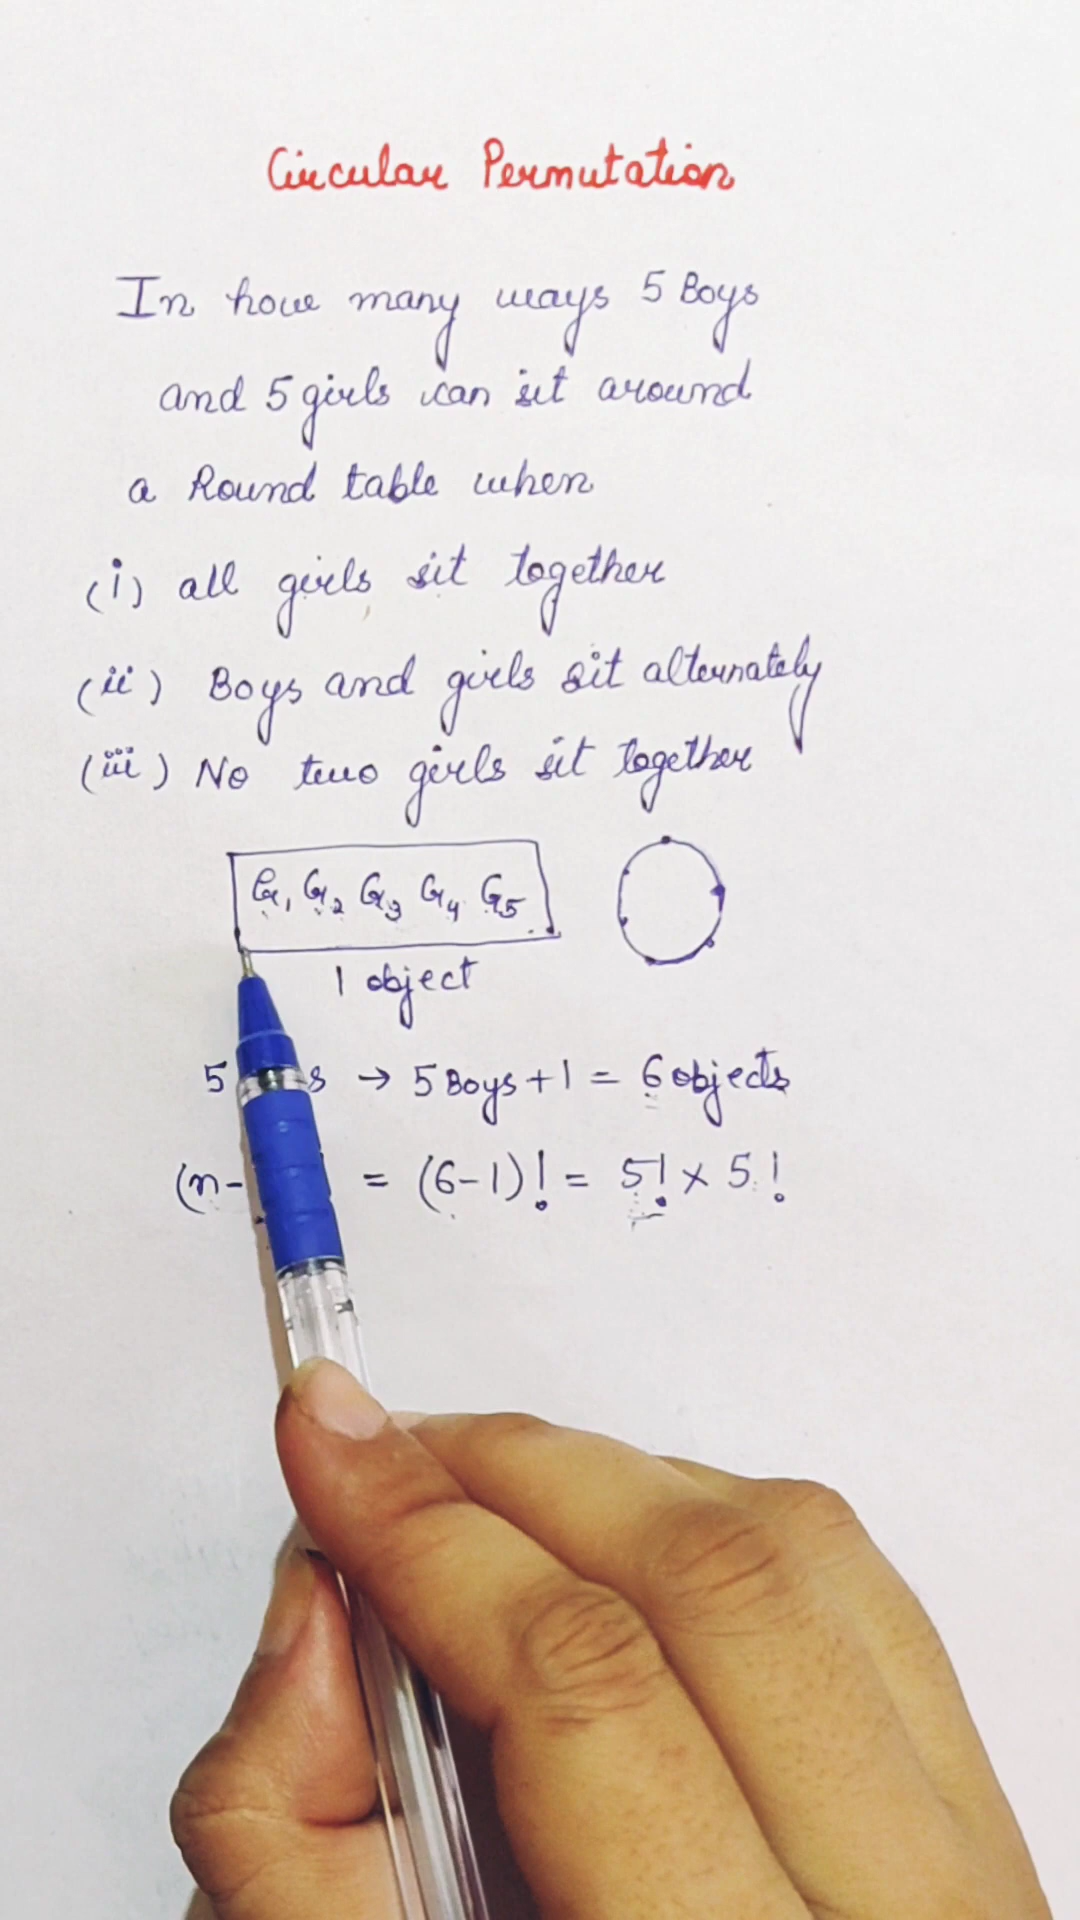 Circular Permutation
In how many ways 5 Boys
and 5 girls can sit around
a Round table when
(i) all girls sit together
(ii) Boys and girls sit alternately
(iii) No two girls sit together
G1 G2 G3 G4 G5
1 object
5 → 5 Boys + 1 = 6 objects
(n- = (6-1)! = 5! × 5!